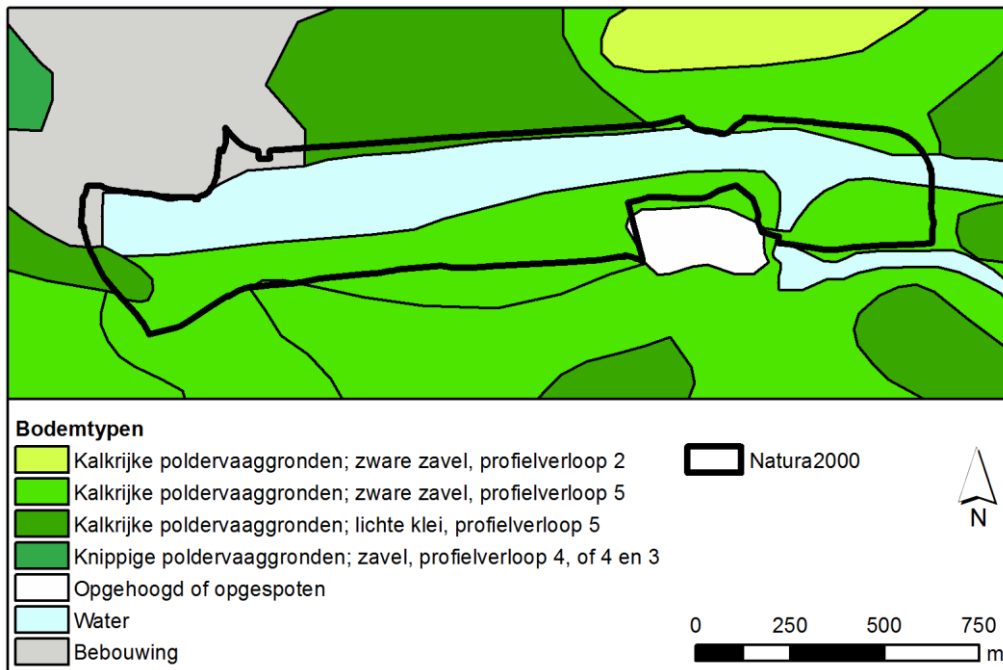 Bodemtypen
Kalkrijke poldervaaggronden; zware zavel, profielverloop 2
Kalkrijke poldervaaggronden; zware zavel, profielverloop 5
Kalkrijke poldervaaggronden; lichte klei, profielverloop 5
Knippige poldervaaggronden; zavel, profielverloop 4, of 4 en 3
Opgehoogd of opgespoten
Water
Bebouwing
Natura2000
N
0 250 500 750
m